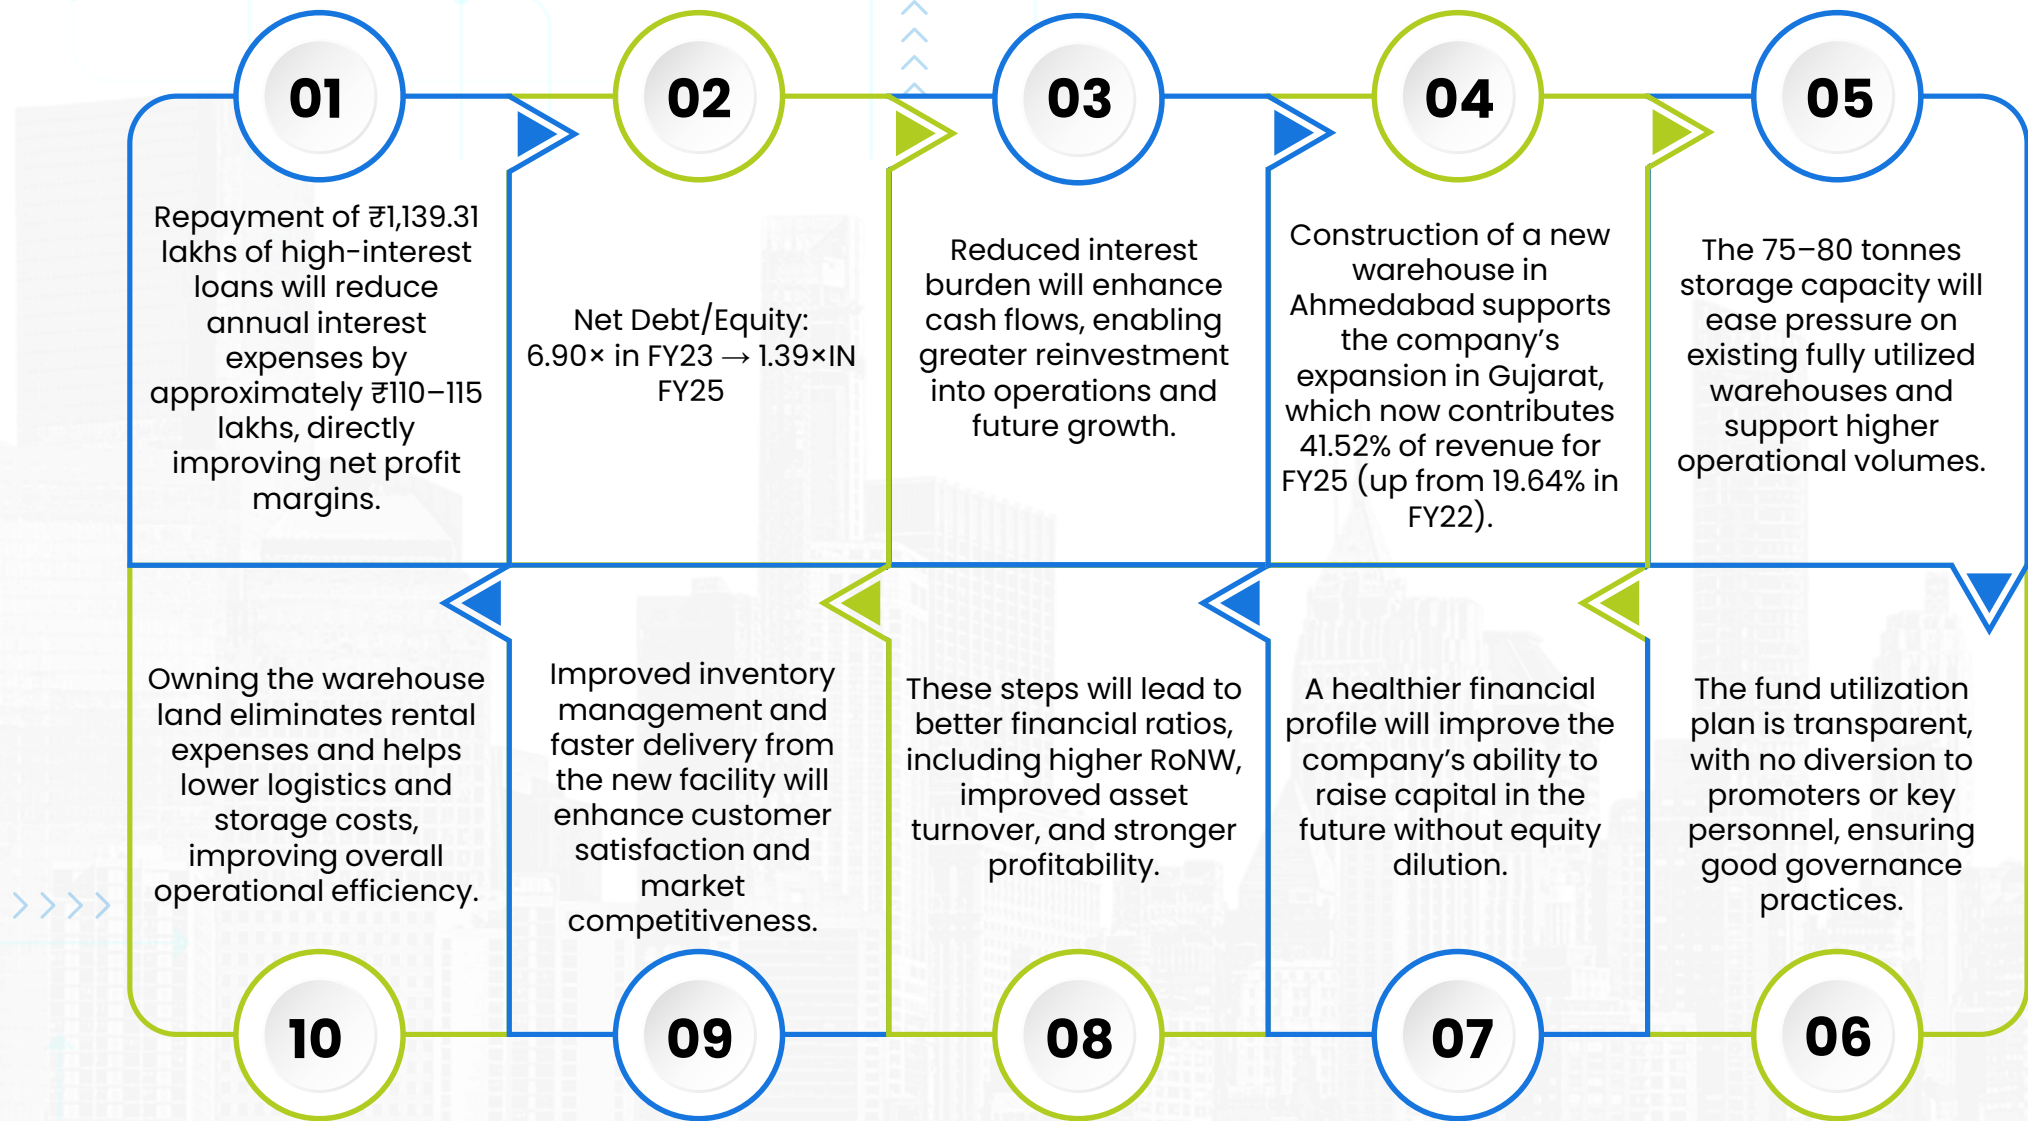 01
Repayment of ₹1,139.31
lakhs of high-interest
loans will reduce
annual interest
expenses by
approximately ₹110–115
lakhs, directly
improving net profit
margins.
02
Net Debt/Equity:
6.90× in FY23 → 1.39×IN
FY25
03
Reduced interest
burden will enhance
cash flows, enabling
greater reinvestment
into operations and
future growth.
04
Construction of a new
warehouse in
Ahmedabad supports
the company's
expansion in Gujarat,
which now contributes
41.52% of revenue for
FY25 (up from 19.64% in
FY22).
05
The 75–80 tonnes
storage capacity will
ease pressure on
existing fully utilized
warehouses and
support higher
operational volumes.
The fund utilization
plan is transparent,
with no diversion to
promoters or key
personnel, ensuring
good governance
practices.
06
A healthier financial
profile will improve the
company's ability to
raise capital in the
future without equity
dilution.
07
These steps will lead to
better financial ratios,
including higher RoNW,
improved asset
turnover, and stronger
profitability.
08
Improved inventory
management and
faster delivery from
the new facility will
enhance customer
satisfaction and
market
competitiveness.
09
Owning the warehouse
land eliminates rental
expenses and helps
lower logistics and
storage costs,
improving overall
operational efficiency.
10